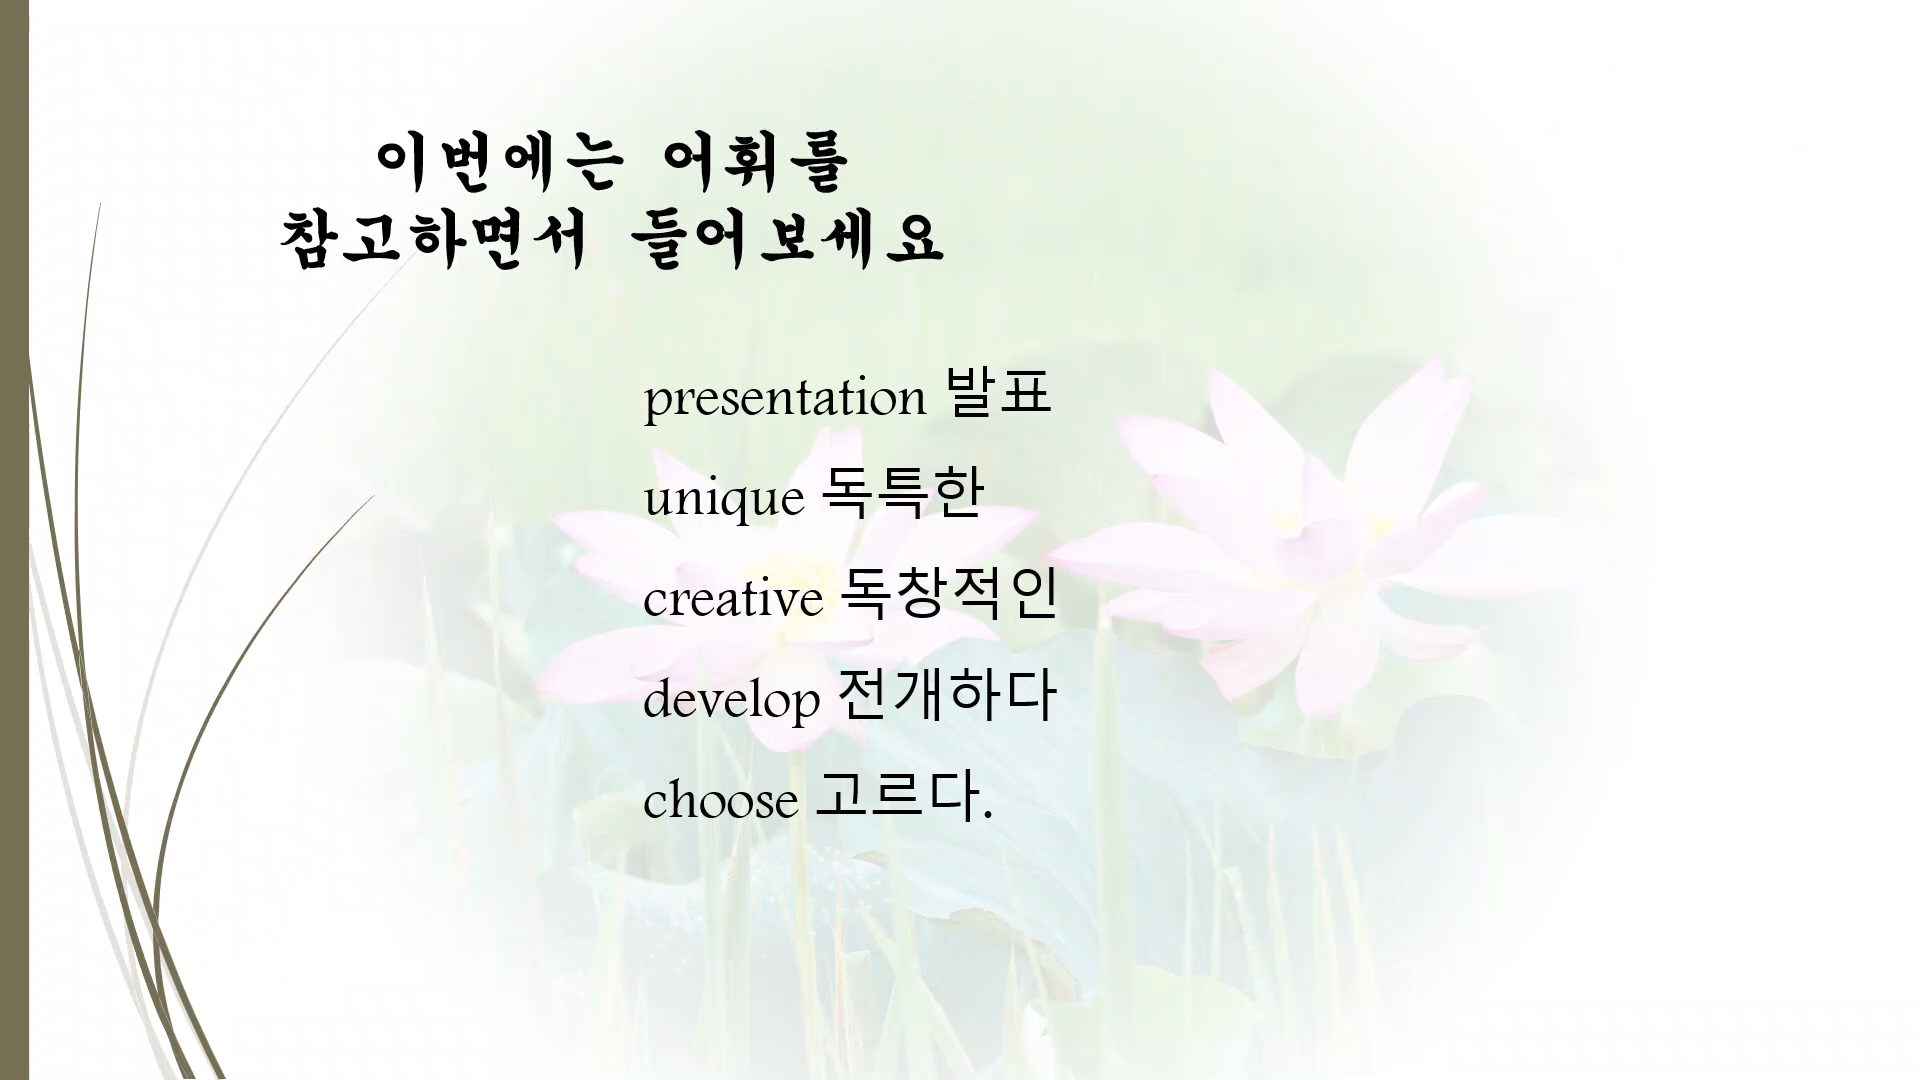 이번에는 어휘를
참고하면서 들어보세요
presentation 발표
unique 독특한
creative 독창적인
develop 전개하다
choose 고르다.